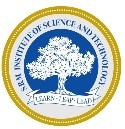 SRM INSTITUTE OF SCIENCE AND TECHNOLOGY
LEARN - LEAP - LEAD